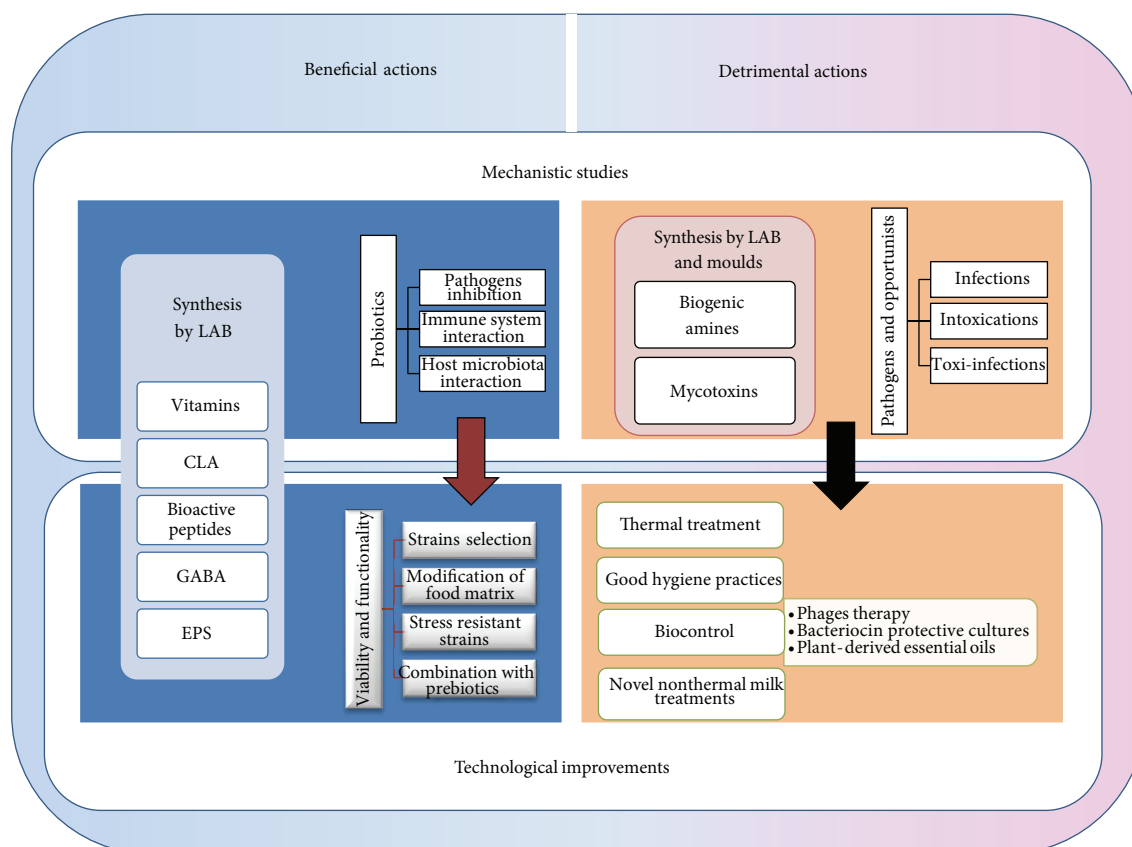 Beneficial actions
Detrimental actions
Mechanistic studies
Synthesis
by LAB
Vitamins
CLA
Bioactive
peptides
GABA
EPS
Probiotics
Pathogens
inhibition
Immune system
interaction
Host microbiota
interaction
Synthesis by LAB
and moulds
Biogenic
amines
Mycotoxins
Pathogens and opportunists
Infections
Intoxications
Toxi-infections
Viability and functionality
Strains selection
Modification of
food matrix
Stress resistant
strains
Combination with
prebiotics
Thermal treatment
Good hygiene practices
Biocontrol
• Phages therapy
• Bacteriocin protective cultures
• Plant-derived essential oils
Novel nonthermal milk
treatments
Technological improvements